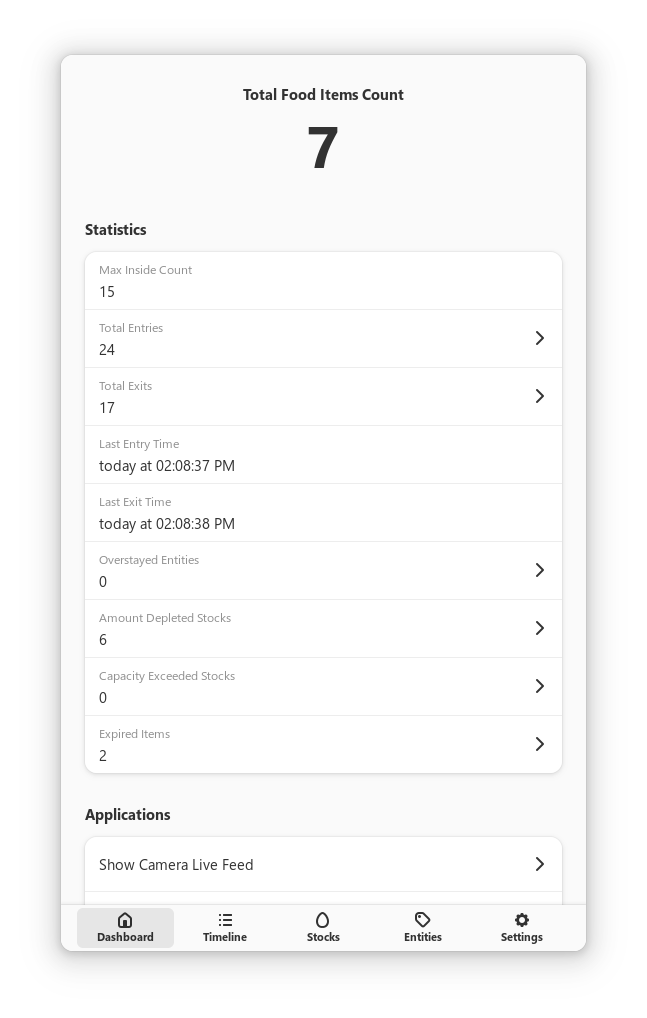 Total Food Items Count
7
Statistics
Max Inside Count
15
Total Entries
24
Total Exits
17
Last Entry Time
today at 02:08:37 PM
Last Exit Time
today at 02:08:38 PM
Overstayed Entities
0
Amount Depleted Stocks
6
Capacity Exceeded Stocks
0
Expired Items
2
Applications
Show Camera Live Feed
Dashboard Timeline Stocks Entities Settings